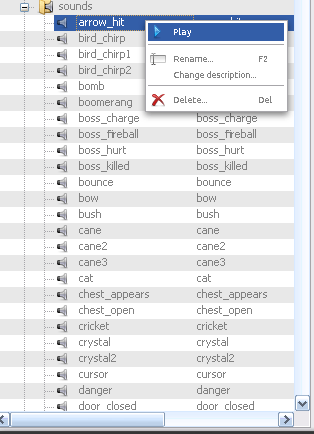 sounds
arrow_hit
Play
bird_chirp
bird_chirp1
Rename... F2
bird_chirp2
Change description...
bomb
boomerang
Delete... Del
boss_charge boss_charge
boss_fireball boss_fireball
boss_hurt boss_hurt
boss_killed boss_killed
bounce bounce
bow bow
bush bush
cane cane
cane2 cane2
cane3 cane3
cat cat
chest_appears chest_appears
chest_open chest_open
cricket cricket
crystal crystal
crystal2 crystal2
cursor cursor
danger danger
door_closed door_closed